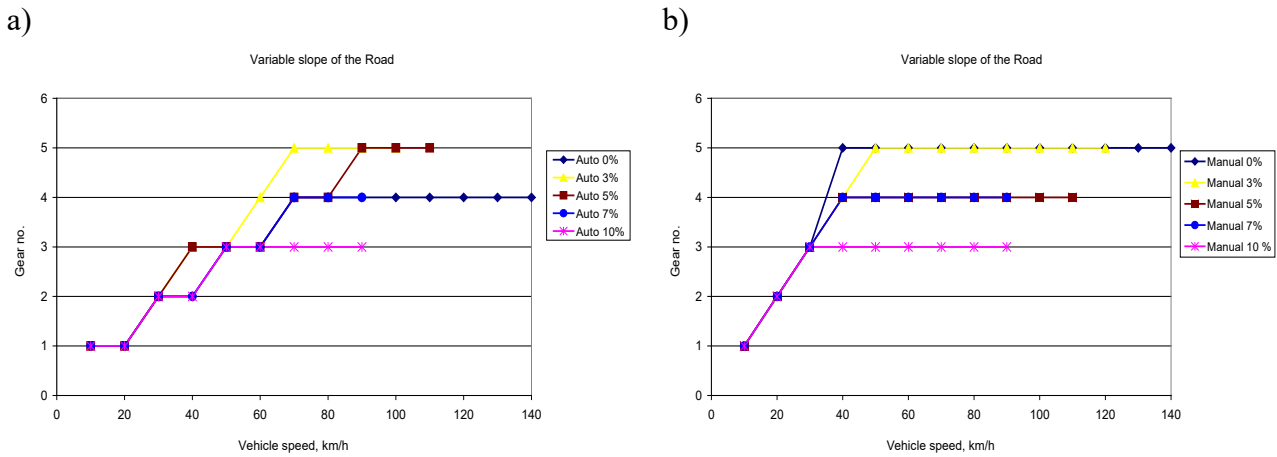 a)
Variable slope of the Road
6
5
4
3
2
1
0
Gear no.
0 20 40 60 80 100 120 140
Vehicle speed, km/h
Auto 0%
Auto 3%
Auto 5%
Auto 7%
Auto 10%
b)
Variable slope of the Road
6
5
4
3
2
1
0
Gear no.
0 20 40 60 80 100 120 140
Vehicle speed, km/h
Manual 0%
Manual 3%
Manual 5%
Manual 7%
Manual 10 %